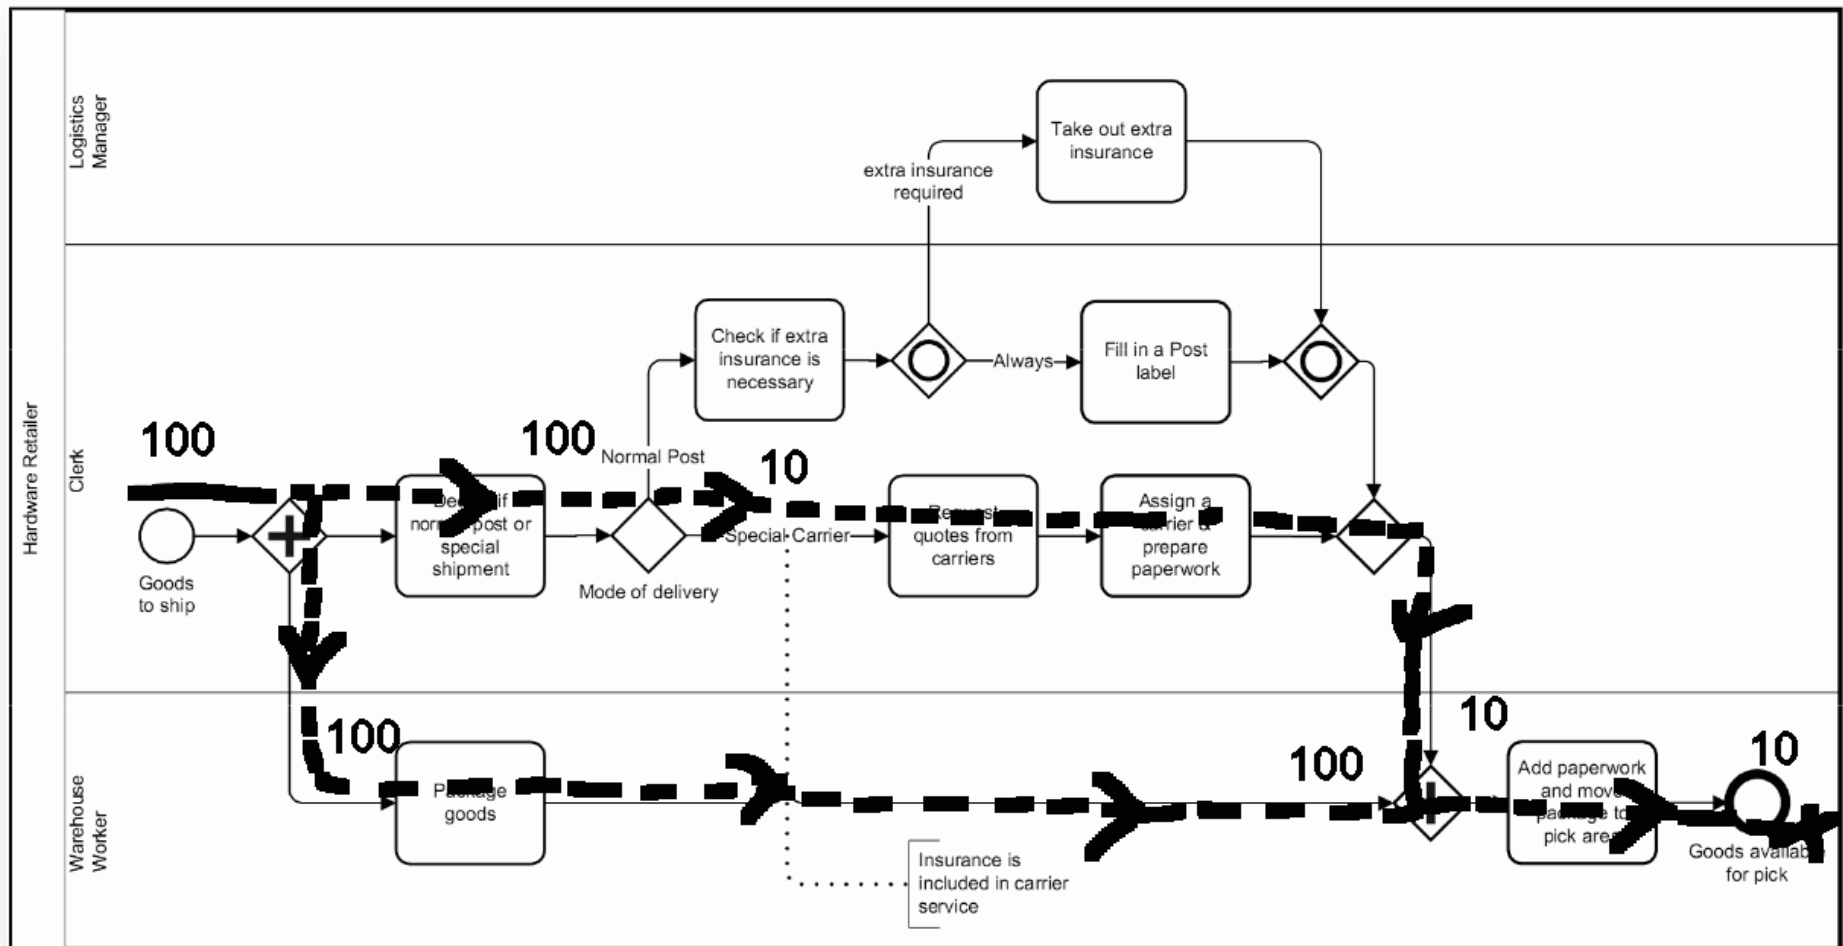 Hardware Retailer
Logistics
Manager
Take out extra
insurance
extra insurance
required
Clerk
Check if extra
insurance is
necessary
Always
Fill in a Post
label
100
100
Normal Post
10
Goods
to ship
post or
special
shipment
Mode of delivery
Special Carrier
quotes from
carriers
Assign a
prepare
paperwork
Warehouse
Worker
100
goods
100
10
10
Add paperwork
and move
package to
pick area
Goods available
for pick
Insurance is
included in carrier
service